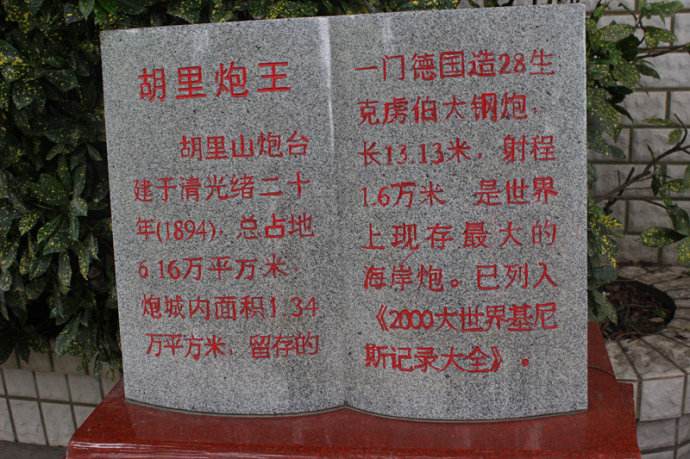 胡里炮王
胡里山炮台
建于清光绪二十
年(1894)，总占地
6.16万平方米，
炮城内面积1.34
万平方米，留存的
一门德国造28生
克虏伯大钢炮，
长13.13米，射程
1.6万米 是世界
上现存最大的
海岸炮。已列入
《2000大世界基尼
斯记录大全》。